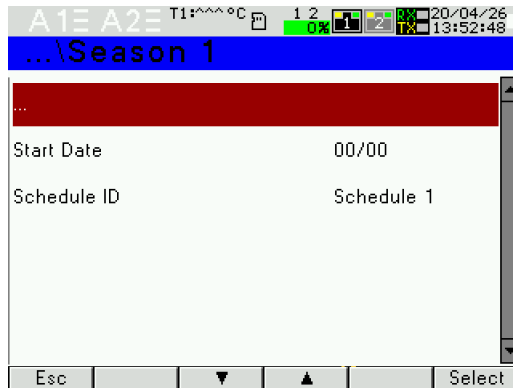 A1 A2 T1:^^^°C 1 2 0% 1 2 RX TX 20/04/26 13:52:48
...\Season 1
...
Start Date 00/00
Schedule ID Schedule 1
Esc ▼ ▲ Select